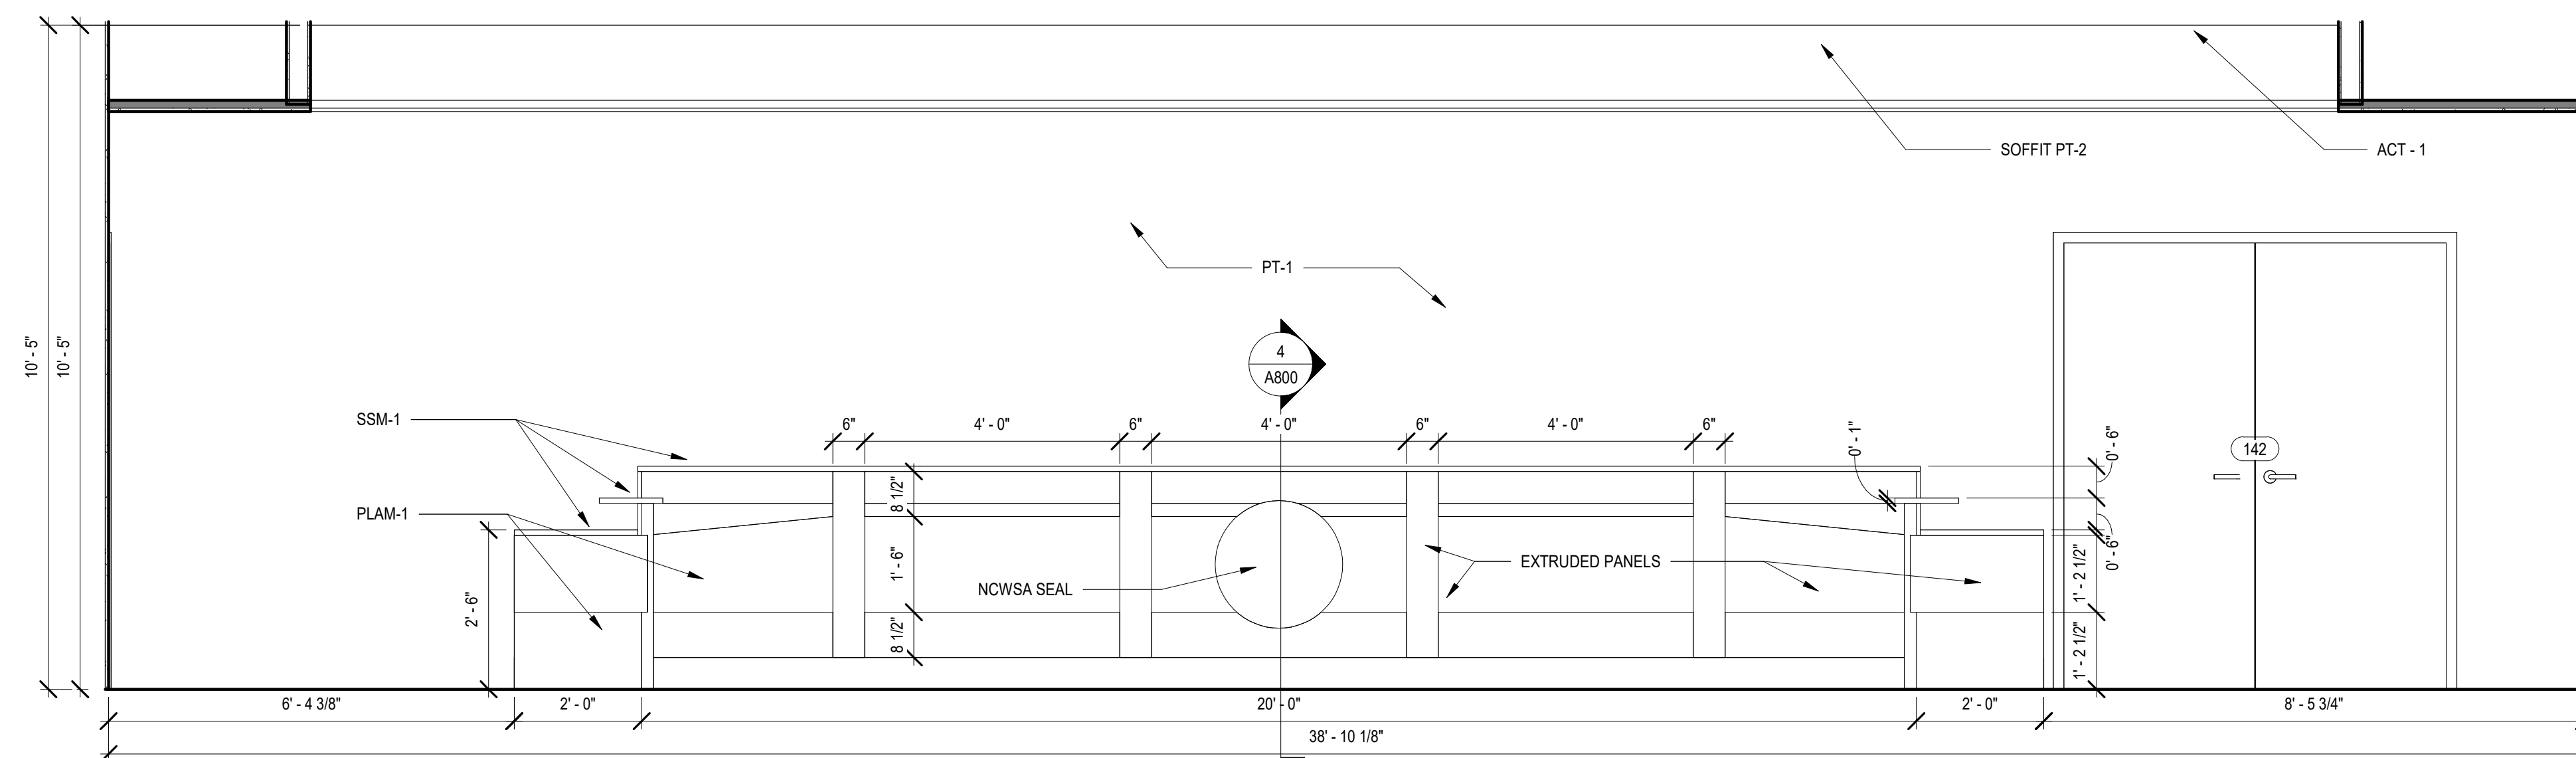 10' - 5"
10' - 5"
SOFFIT PT-2
ACT - 1
PT-1
4
A800
SSM-1
6"
4' - 0"
6"
4' - 0"
6"
4' - 0"
6"
0' - 1"
0' - 6"
142
8 1/2"
PLAM-1
1' - 6"
EXTRUDED PANELS
0' - 6"
NCWSA SEAL
1' - 2 1/2"
2' - 6"
8 1/2"
1' - 2 1/2"
6' - 4 3/8"
2' - 0"
20' - 0"
2' - 0"
8' - 5 3/4"
38' - 10 1/8"